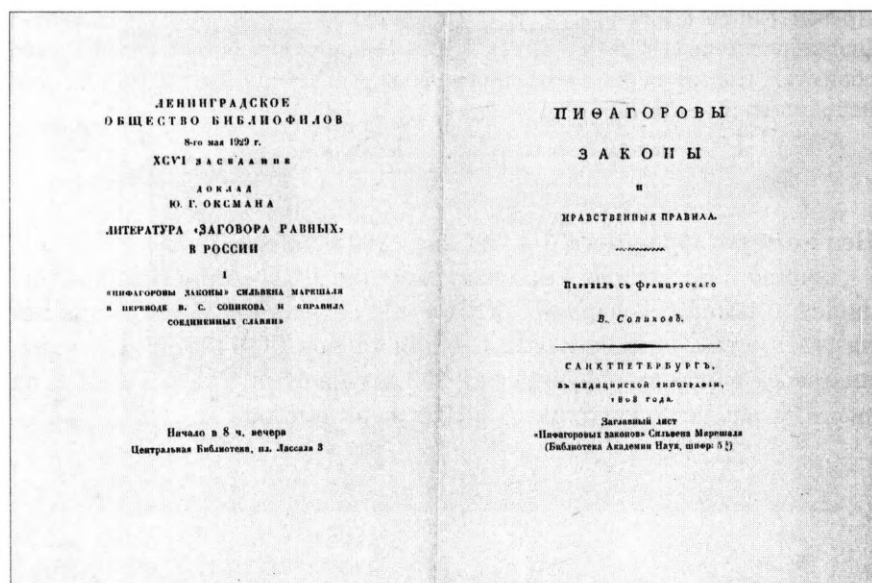 ЛЕНИНГРАДСКОЕ
ОБЩЕСТВО БИБЛИОФИЛОВ
8-го мая 1929 г.
XCVI ЗАСЕДАНИЕ
ДОКЛАД
Ю. Г. ОКСМАНА
ЛИТЕРАТУРА «ЗАГОВОРА РАВНЫХ»
В РОССИИ
I
«ПИФАГОРОВЫ ЗАКОНЫ» СИЛЬВЕНА МАРЕШАЛЯ
В ПЕРЕВОДЕ В. С. СОПИКОВА И «ПРАВИЛА
СОЕДИНЕННЫХ СЛАВЯН»
Начало в 8 ч. вечера
Центральная Библиотека, пл. Лассаля 3
ПИѲАГОРОВЫ
ЗАКОНЫ
и
НРАВСТВЕННЫЯ ПРАВИЛА.
Перевелъ съ Французскаго
В. Сопиковъ.
САНКТПЕТЕРБУРГЪ,
въ медицинской типографіи,
1808 года.
Заглавный лист
«Пифагоровых законов» Сильвена Марешаля
(Библиотека Академии Наук, шифр: